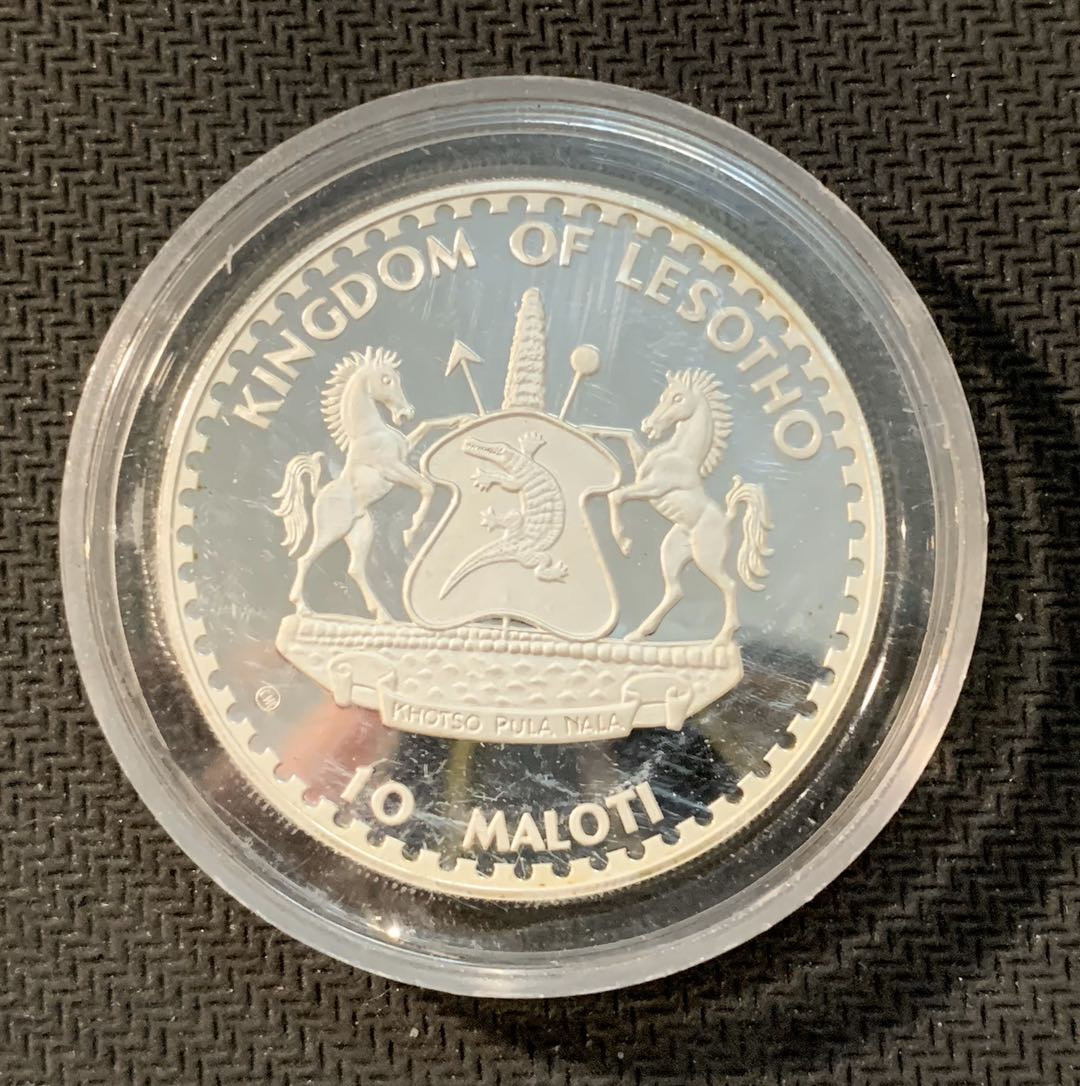 KINGDOM OF LESOTHO
KHOTSO PULA NALA
10 MALOTI